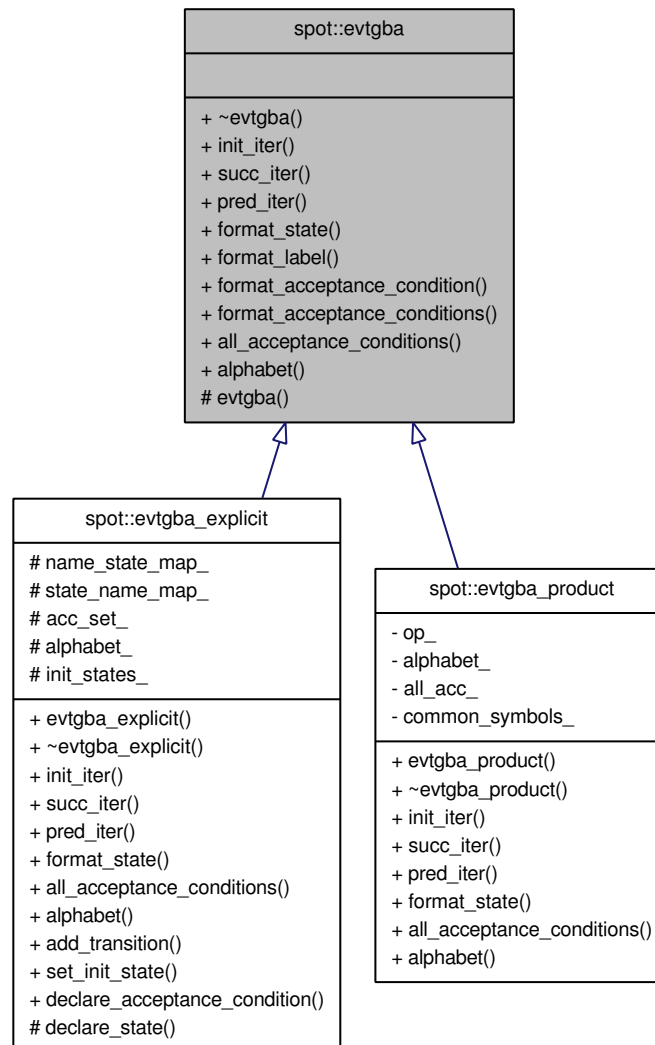 spot::evtgba
+ ~evtgba()
+ init_iter()
+ succ_iter()
+ pred_iter()
+ format_state()
+ format_label()
+ format_acceptance_condition()
+ format_acceptance_conditions()
+ all_acceptance_conditions()
+ alphabet()
# evtgba()
spot::evtgba_explicit
# name_state_map_
# state_name_map_
# acc_set_
# alphabet_
# init_states_
+ evtgba_explicit()
+ ~evtgba_explicit()
+ init_iter()
+ succ_iter()
+ pred_iter()
+ format_state()
+ all_acceptance_conditions()
+ alphabet()
+ add_transition()
+ set_init_state()
+ declare_acceptance_condition()
# declare_state()
spot::evtgba_product
- op_
- alphabet_
- all_acc_
- common_symbols_
+ evtgba_product()
+ ~evtgba_product()
+ init_iter()
+ succ_iter()
+ pred_iter()
+ format_state()
+ all_acceptance_conditions()
+ alphabet()